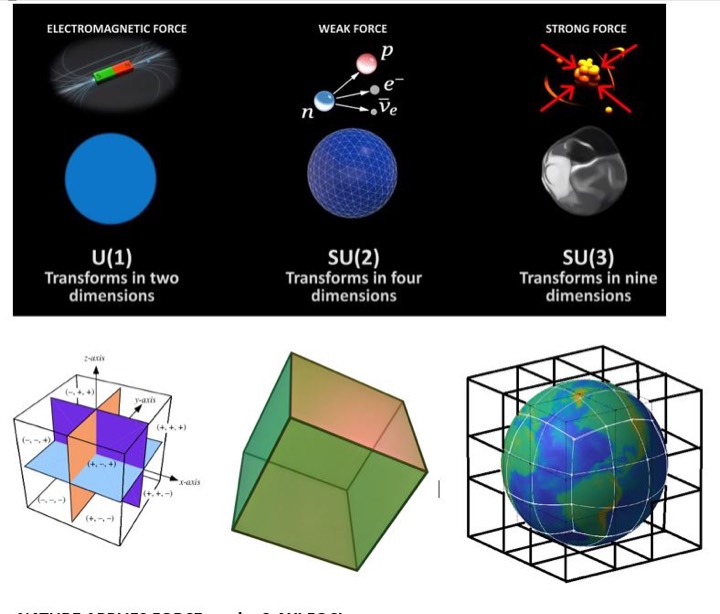 ELECTROMAGNETIC FORCE
WEAK FORCE
STRONG FORCE
p
e⁻
n
ν̅e
U(1)
Transforms in two
dimensions
SU(2)
Transforms in four
dimensions
SU(3)
Transforms in nine
dimensions
z-axis
(-, +, +)
y-axis
(+, +, +)
(-, -, +)
(+, -, +)
x-axis
(+, +, -)
(-, -, -)
(+, -, -)